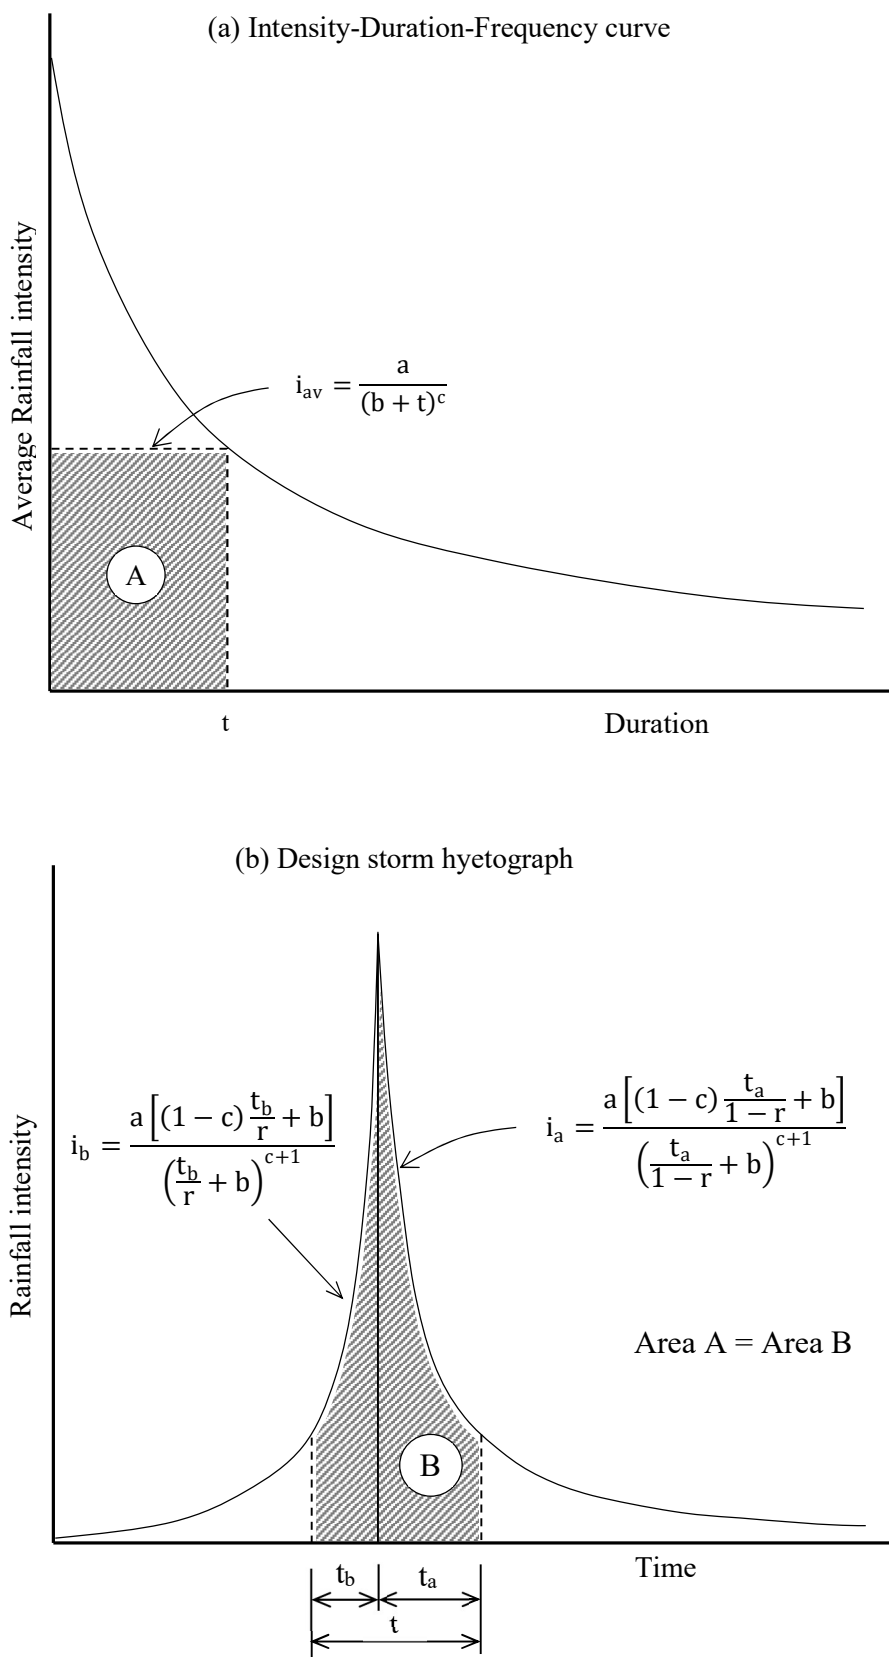 (a) Intensity-Duration-Frequency curve
Average Rainfall intensity
i_av = a / (b + t)^c
A
t
Duration
(b) Design storm hyetograph
Rainfall intensity
i_b = a [(1 − c) t_b/r + b] / (t_b/r + b)^(c+1)
i_a = a [(1 − c) t_a/(1 − r) + b] / (t_a/(1 − r) + b)^(c+1)
Area A = Area B
B
Time
t_b
t_a
t